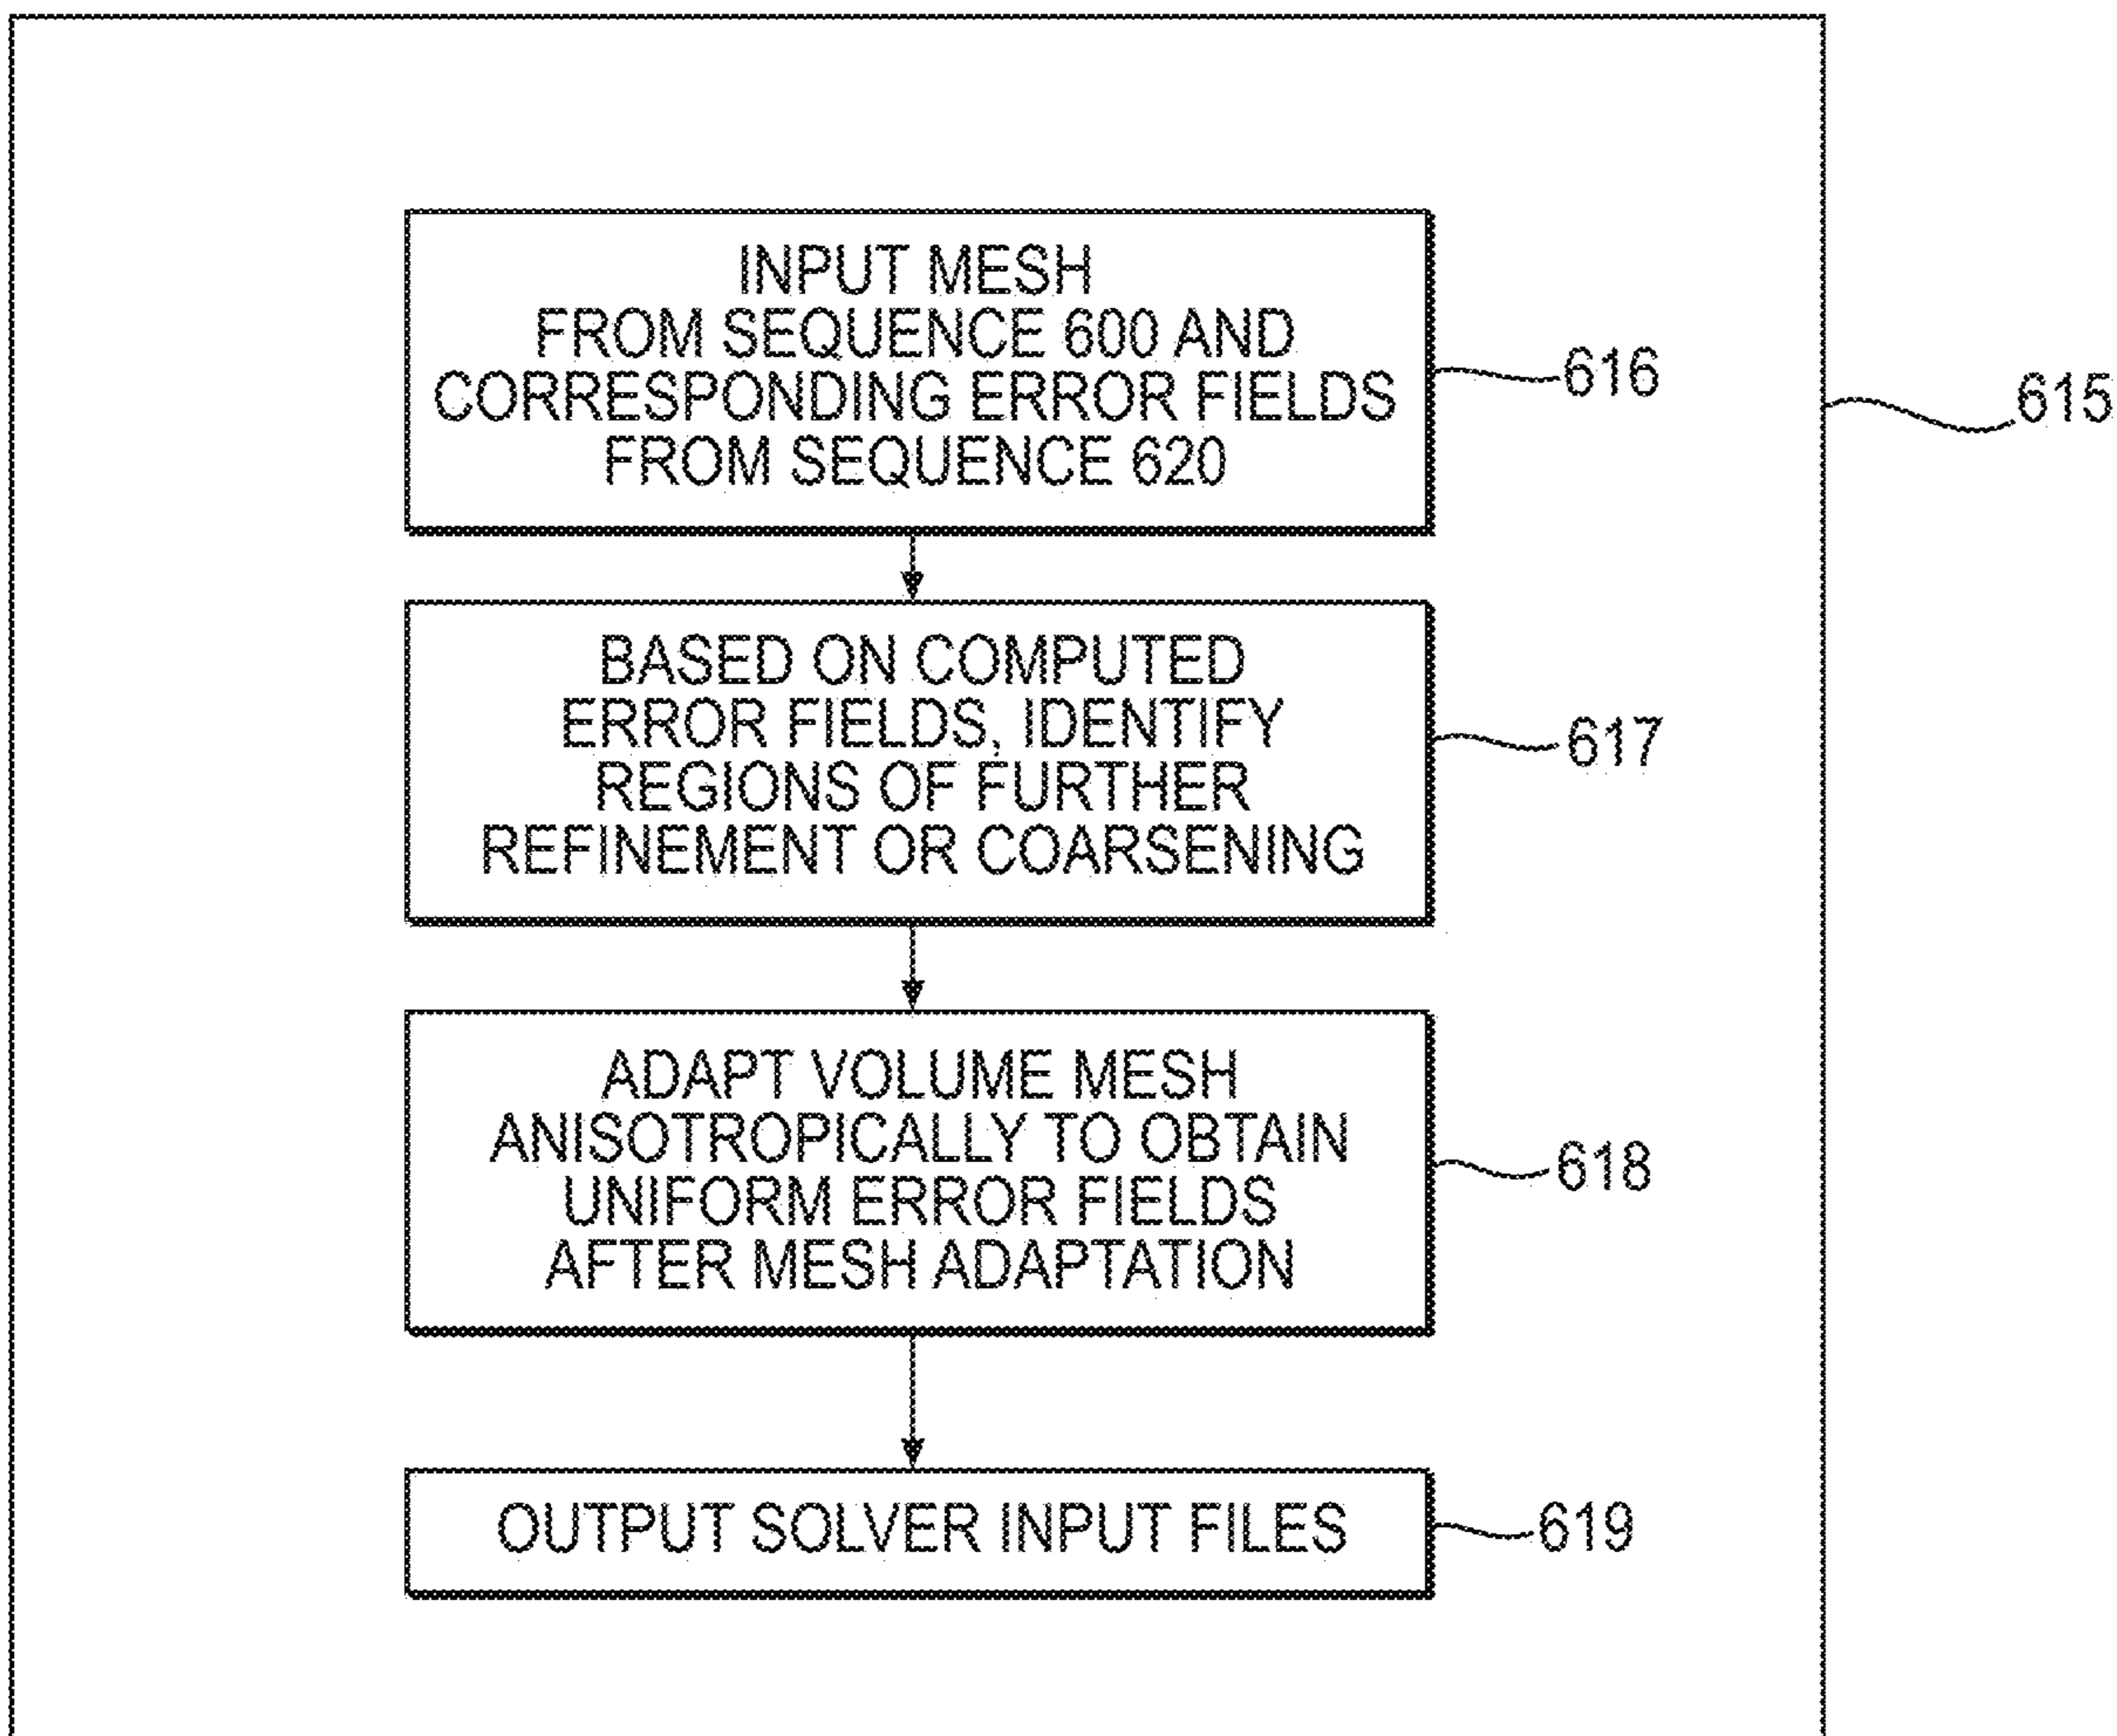 INPUT MESH
FROM SEQUENCE 600 AND
CORRESPONDING ERROR FIELDS
FROM SEQUENCE 620
616
615
BASED ON COMPUTED
ERROR FIELDS, IDENTIFY
REGIONS OF FURTHER
REFINEMENT OR COARSENING
617
ADAPT VOLUME MESH
ANISOTROPICALLY TO OBTAIN
UNIFORM ERROR FIELDS
AFTER MESH ADAPTATION
618
OUTPUT SOLVER INPUT FILES
619